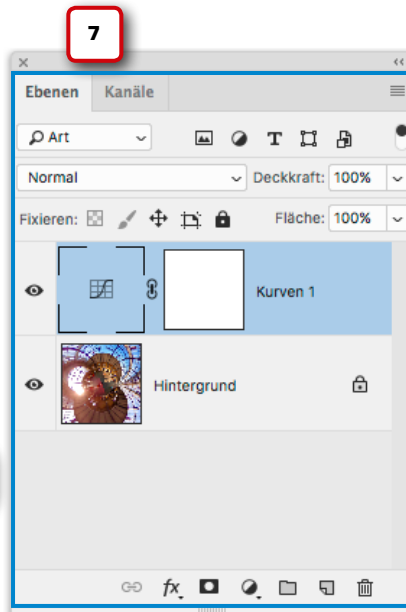 7
Ebenen Kanäle
Art
Normal Deckkraft: 100%
Fixieren: Fläche: 100%
Kurven 1
Hintergrund
fx